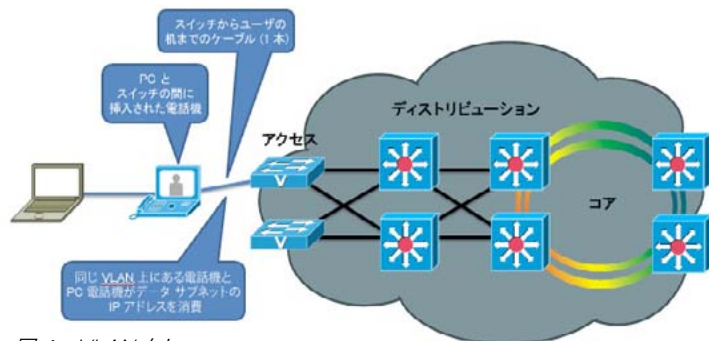 スイッチからユーザの
机までのケーブル (1 本)
PC と
スイッチの間に
挿入された電話機
アクセス
ディストリビューション
コア
V
V
同じ VLAN 上にある電話機と
PC 電話機がデータ サブネットの
IP アドレスを消費